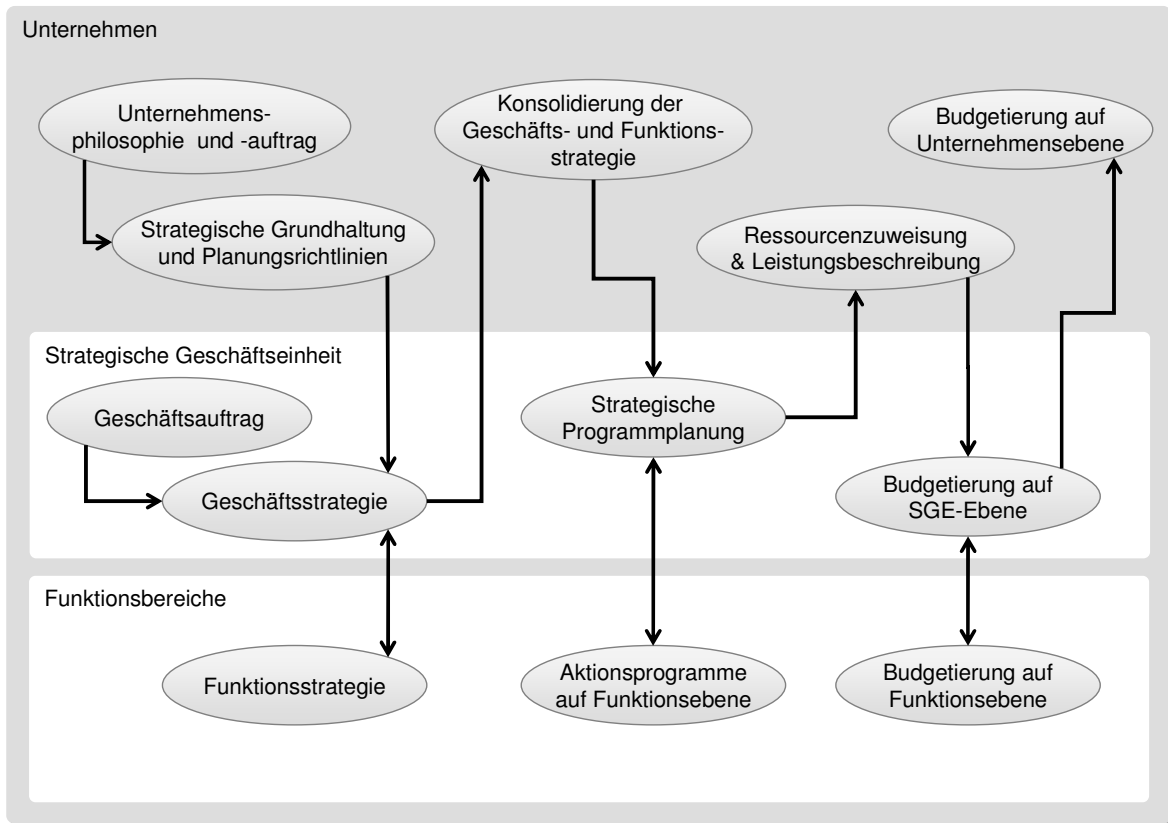 Unternehmen
Unternehmens-
philosophie und -auftrag
Konsolidierung der
Geschäfts- und Funktions-
strategie
Budgetierung auf
Unternehmensebene
Strategische Grundhaltung
und Planungsrichtlinien
Ressourcenzuweisung
& Leistungsbeschreibung
Strategische Geschäftseinheit
Geschäftsauftrag
Strategische
Programmplanung
Geschäftsstrategie
Budgetierung auf
SGE-Ebene
Funktionsbereiche
Funktionsstrategie
Aktionsprogramme
auf Funktionsebene
Budgetierung auf
Funktionsebene